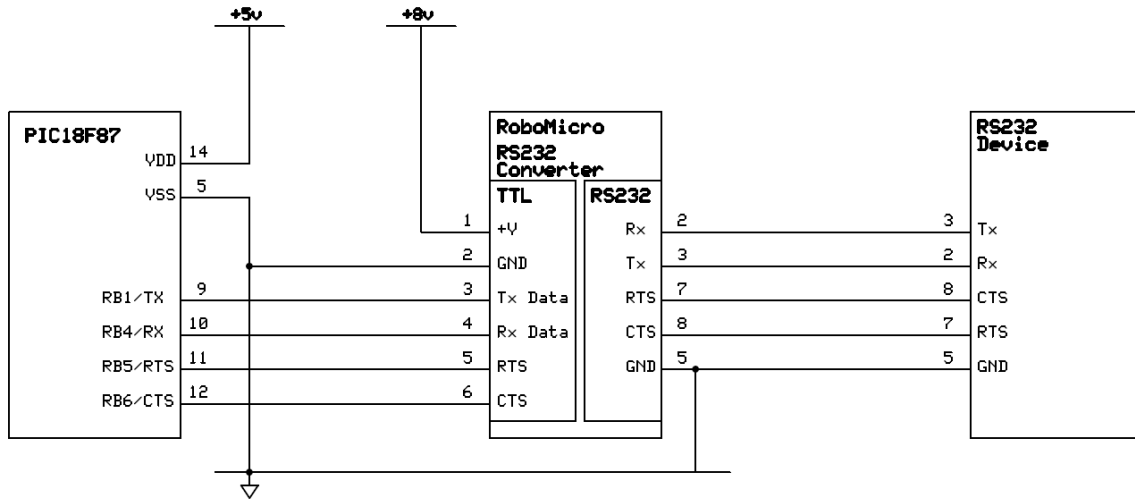 +5v +8v
PIC18F87
VDD 14
VSS 5
RB1/TX 9
RB4/RX 10
RB5/RTS 11
RB6/CTS 12
RoboMicro
RS232
Converter
TTL RS232
1 +V
2 GND
3 Tx Data
4 Rx Data
5 RTS
6 CTS
Rx 2
Tx 3
RTS 7
CTS 8
GND 5
RS232
Device
3 Tx
2 Rx
8 CTS
7 RTS
5 GND